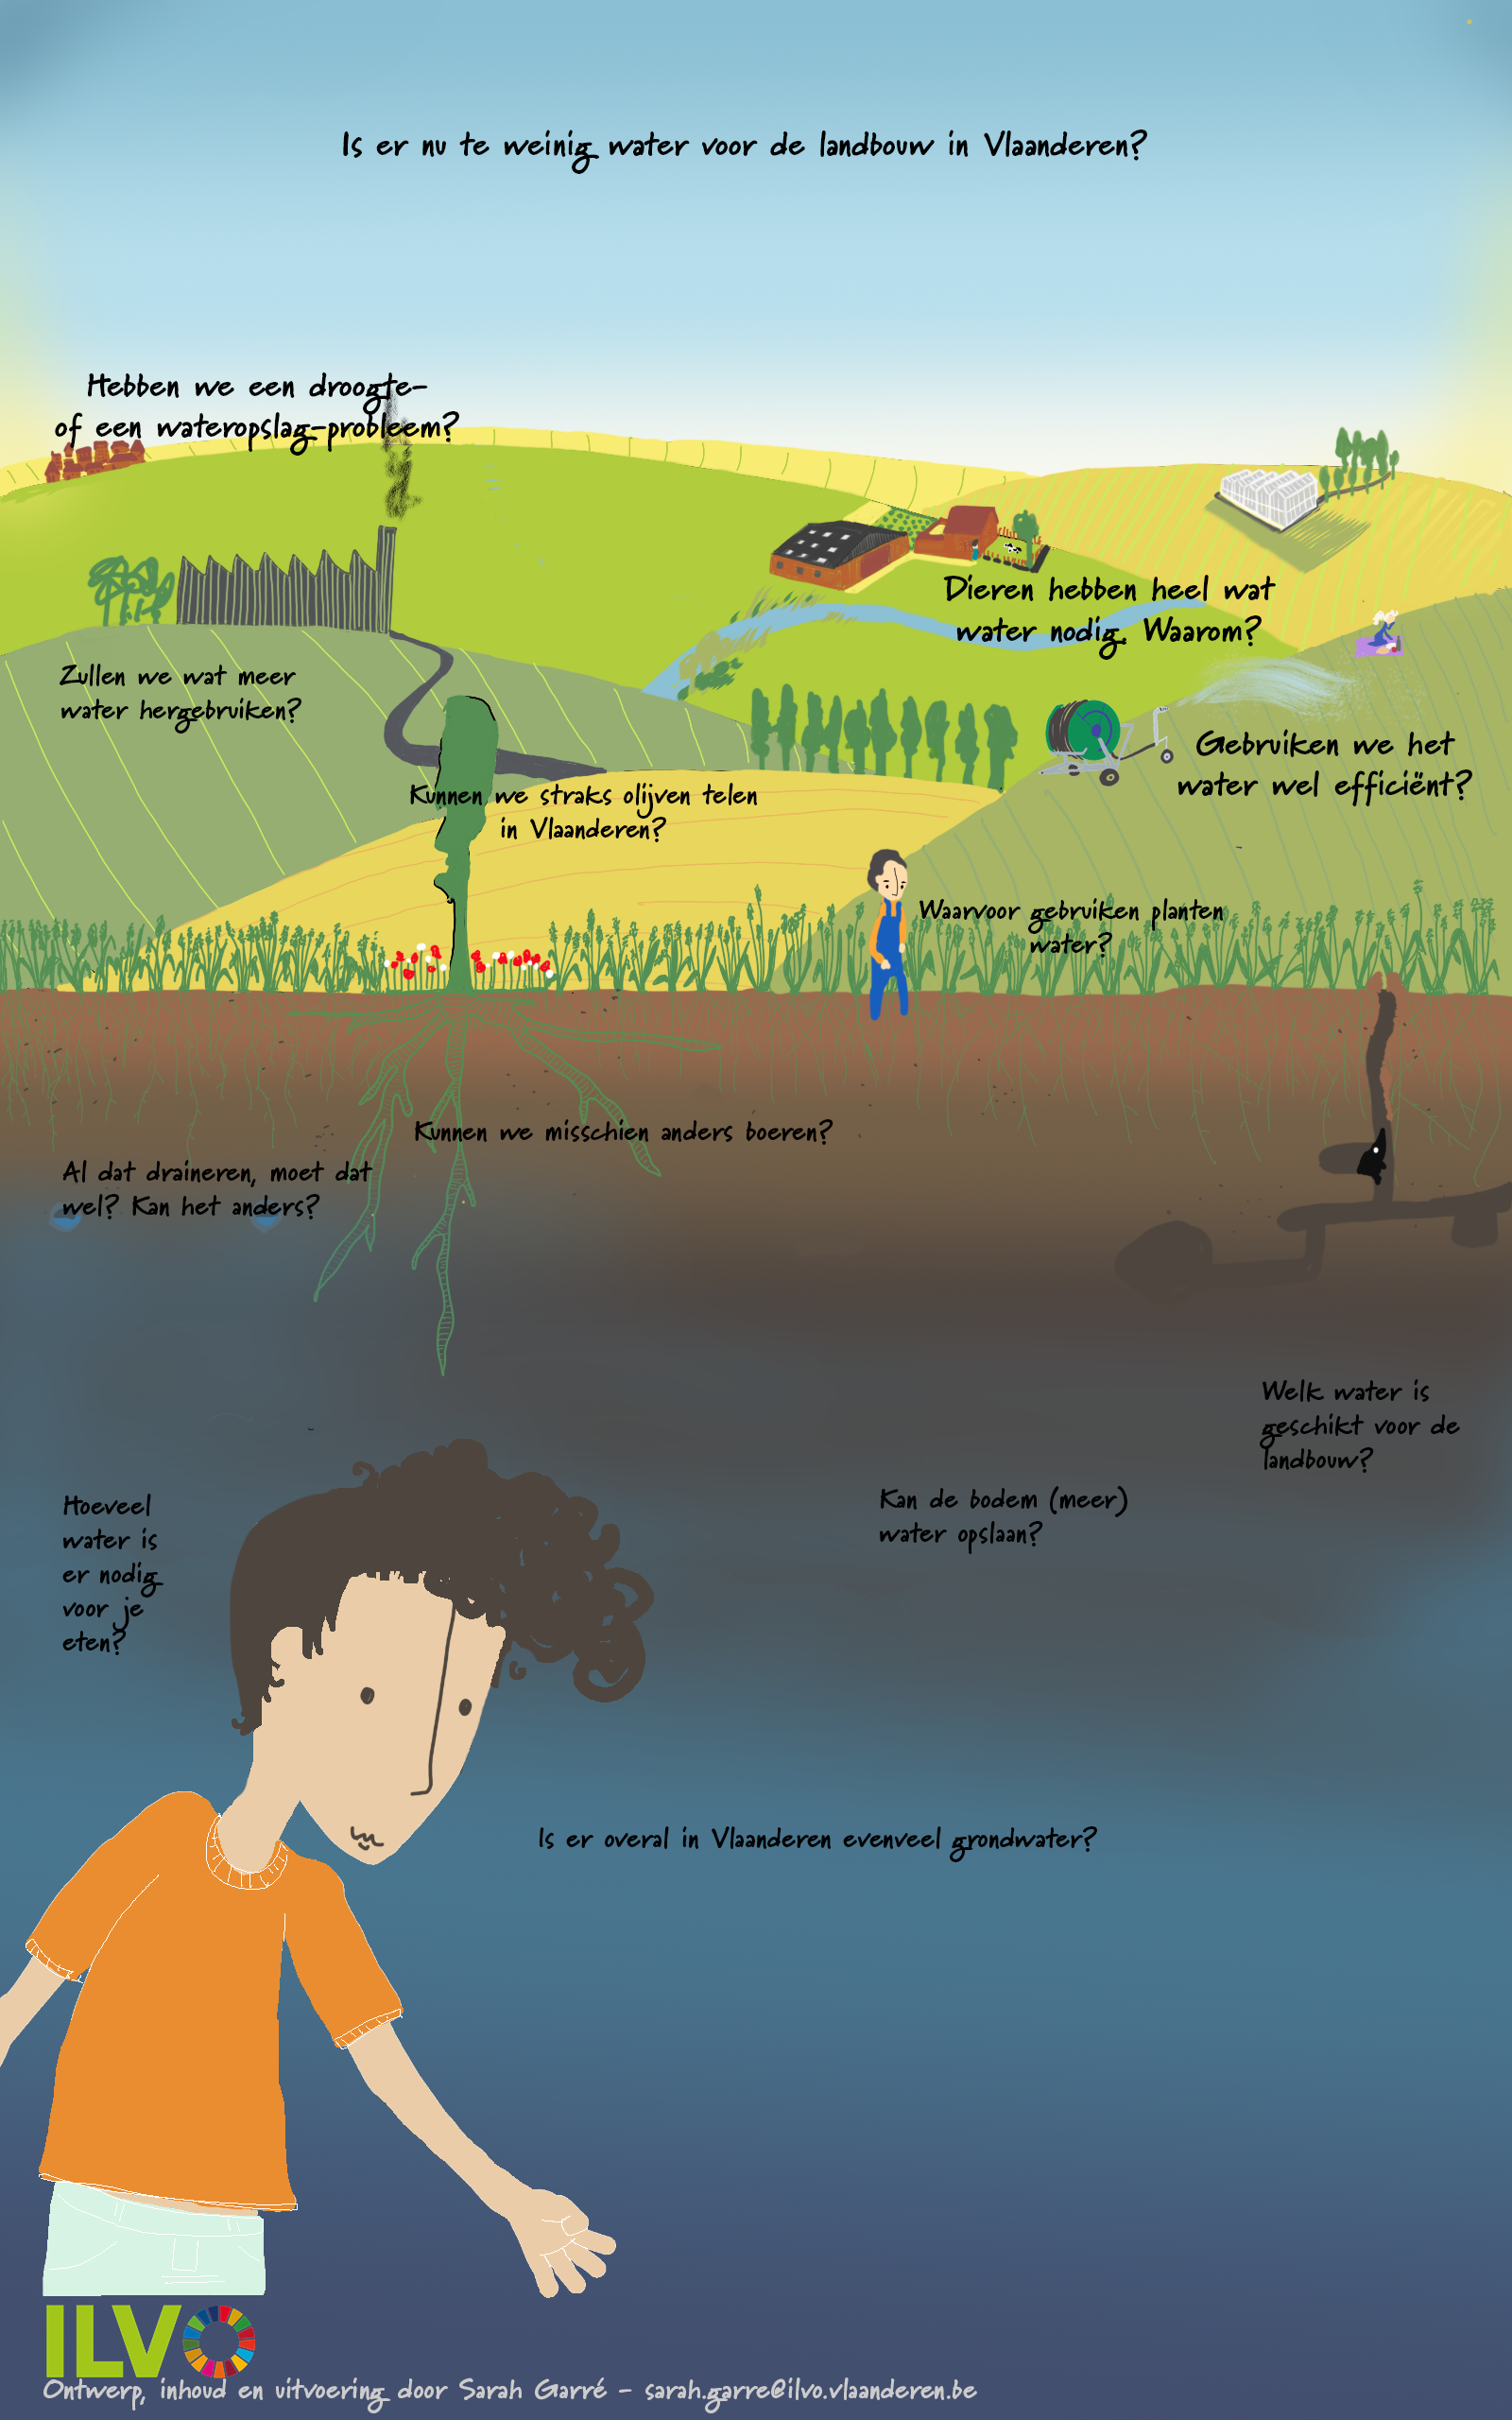 Is er nu te weinig water voor de landbouw in Vlaanderen?
Hebben we een droogte-
of een wateropslag-probleem?
Dieren hebben heel wat
water nodig. Waarom?
Zullen we wat meer
water hergebruiken?
Gebruiken we het
water wel efficiënt?
Kunnen we straks olijven telen
in Vlaanderen?
Waarvoor gebruiken planten
water?
Kunnen we misschien anders boeren?
Al dat draineren, moet dat
wel? Kan het anders?
Welk water is
geschikt voor de
landbouw?
Kan de bodem (meer)
water opslaan?
Hoeveel
water is
er nodig
voor je
eten?
Is er overal in Vlaanderen evenveel grondwater?
ILVO
Ontwerp, inhoud en uitvoering door Sarah Garré - sarah.garre@ilvo.vlaanderen.be